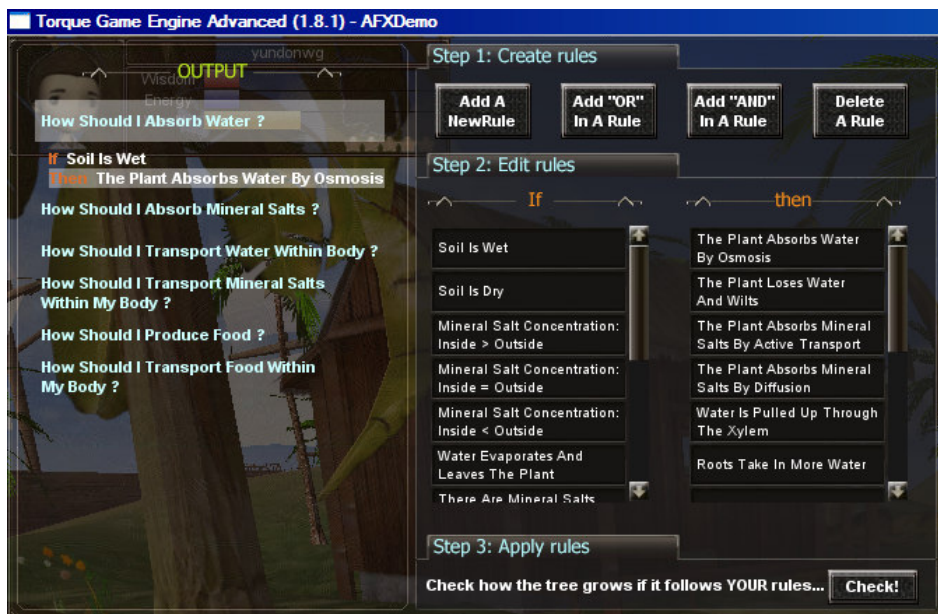 Torque Game Engine Advanced (1.8.1) - AFXDemo
yundonwg
OUTPUT
Wisdom
Energy
How Should I Absorb Water ?
If Soil Is Wet
Then The Plant Absorbs Water By Osmosis
How Should I Absorb Mineral Salts ?
How Should I Transport Water Within Body ?
How Should I Transport Mineral Salts
Within My Body ?
How Should I Produce Food ?
How Should I Transport Food Within
My Body ?
Step 1: Create rules
Add A
NewRule
Add "OR"
In A Rule
Add "AND"
In A Rule
Delete
A Rule
Step 2: Edit rules
If
Soil Is Wet
Soil Is Dry
Mineral Salt Concentration:
Inside > Outside
Mineral Salt Concentration:
Inside = Outside
Mineral Salt Concentration:
Inside < Outside
Water Evaporates And
Leaves The Plant
There Are Mineral Salts
then
The Plant Absorbs Water
By Osmosis
The Plant Loses Water
And Wilts
The Plant Absorbs Mineral
Salts By Active Transport
The Plant Absorbs Mineral
Salts By Diffusion
Water Is Pulled Up Through
The Xylem
Roots Take In More Water
Step 3: Apply rules
Check how the tree grows if it follows YOUR rules...
Check!